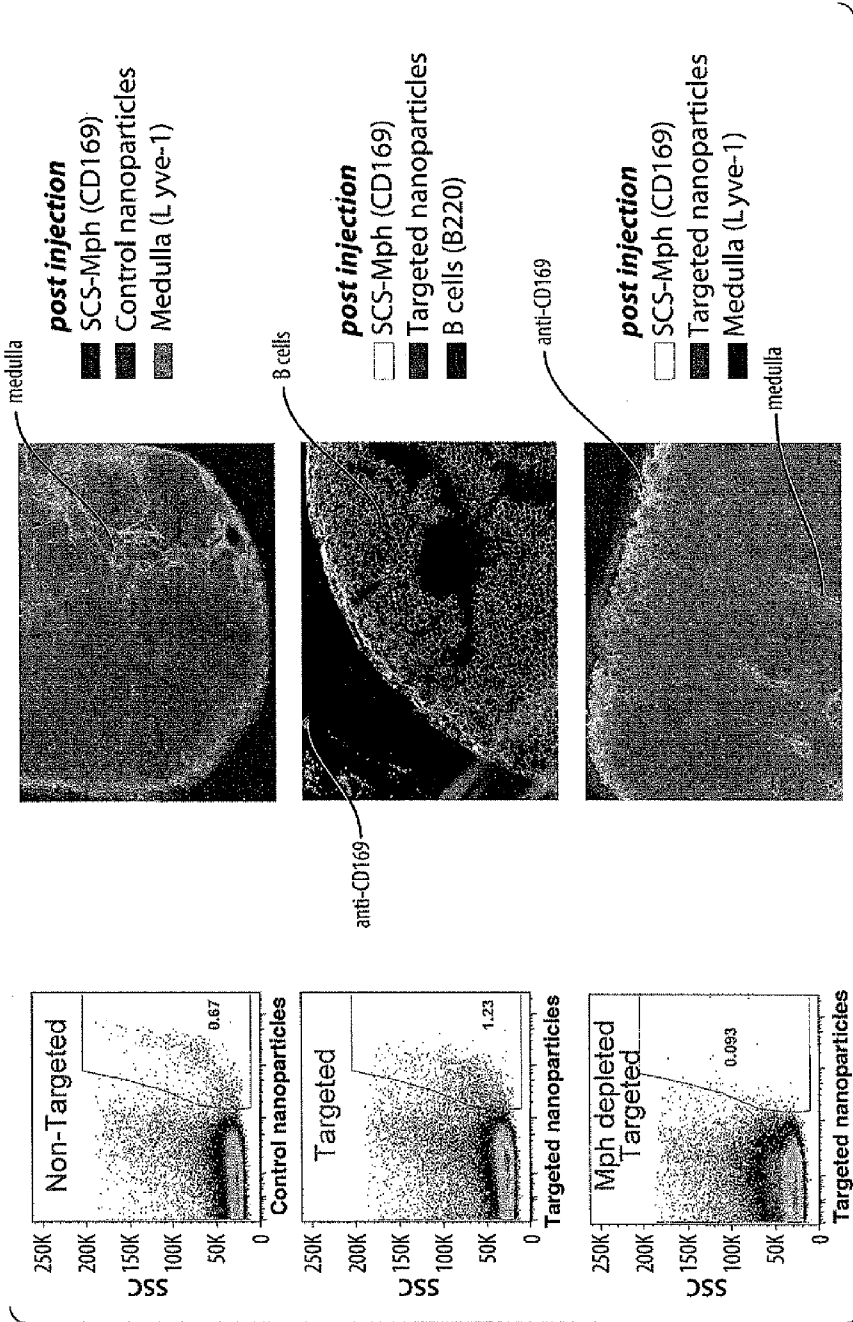 250K
200K
150K
100K
50K
0
SSC
Non-Targeted
0.67
Control nanoparticles
medulla
post injection
SCS-Mph (CD169)
Control nanoparticles
Medulla (L yve-1)
250K
200K
150K
100K
50K
0
SSC
Targeted
1.23
Targeted nanoparticles
anti-CD169
B cells
post injection
SCS-Mph (CD169)
Targeted nanoparticles
B cells (B220)
250K
200K
150K
100K
50K
0
SSC
Mph depleted
Targeted
0.093
Targeted nanoparticles
anti-CD169
medulla
post injection
SCS-Mph (CD169)
Targeted nanoparticles
Medulla (Lyve-1)